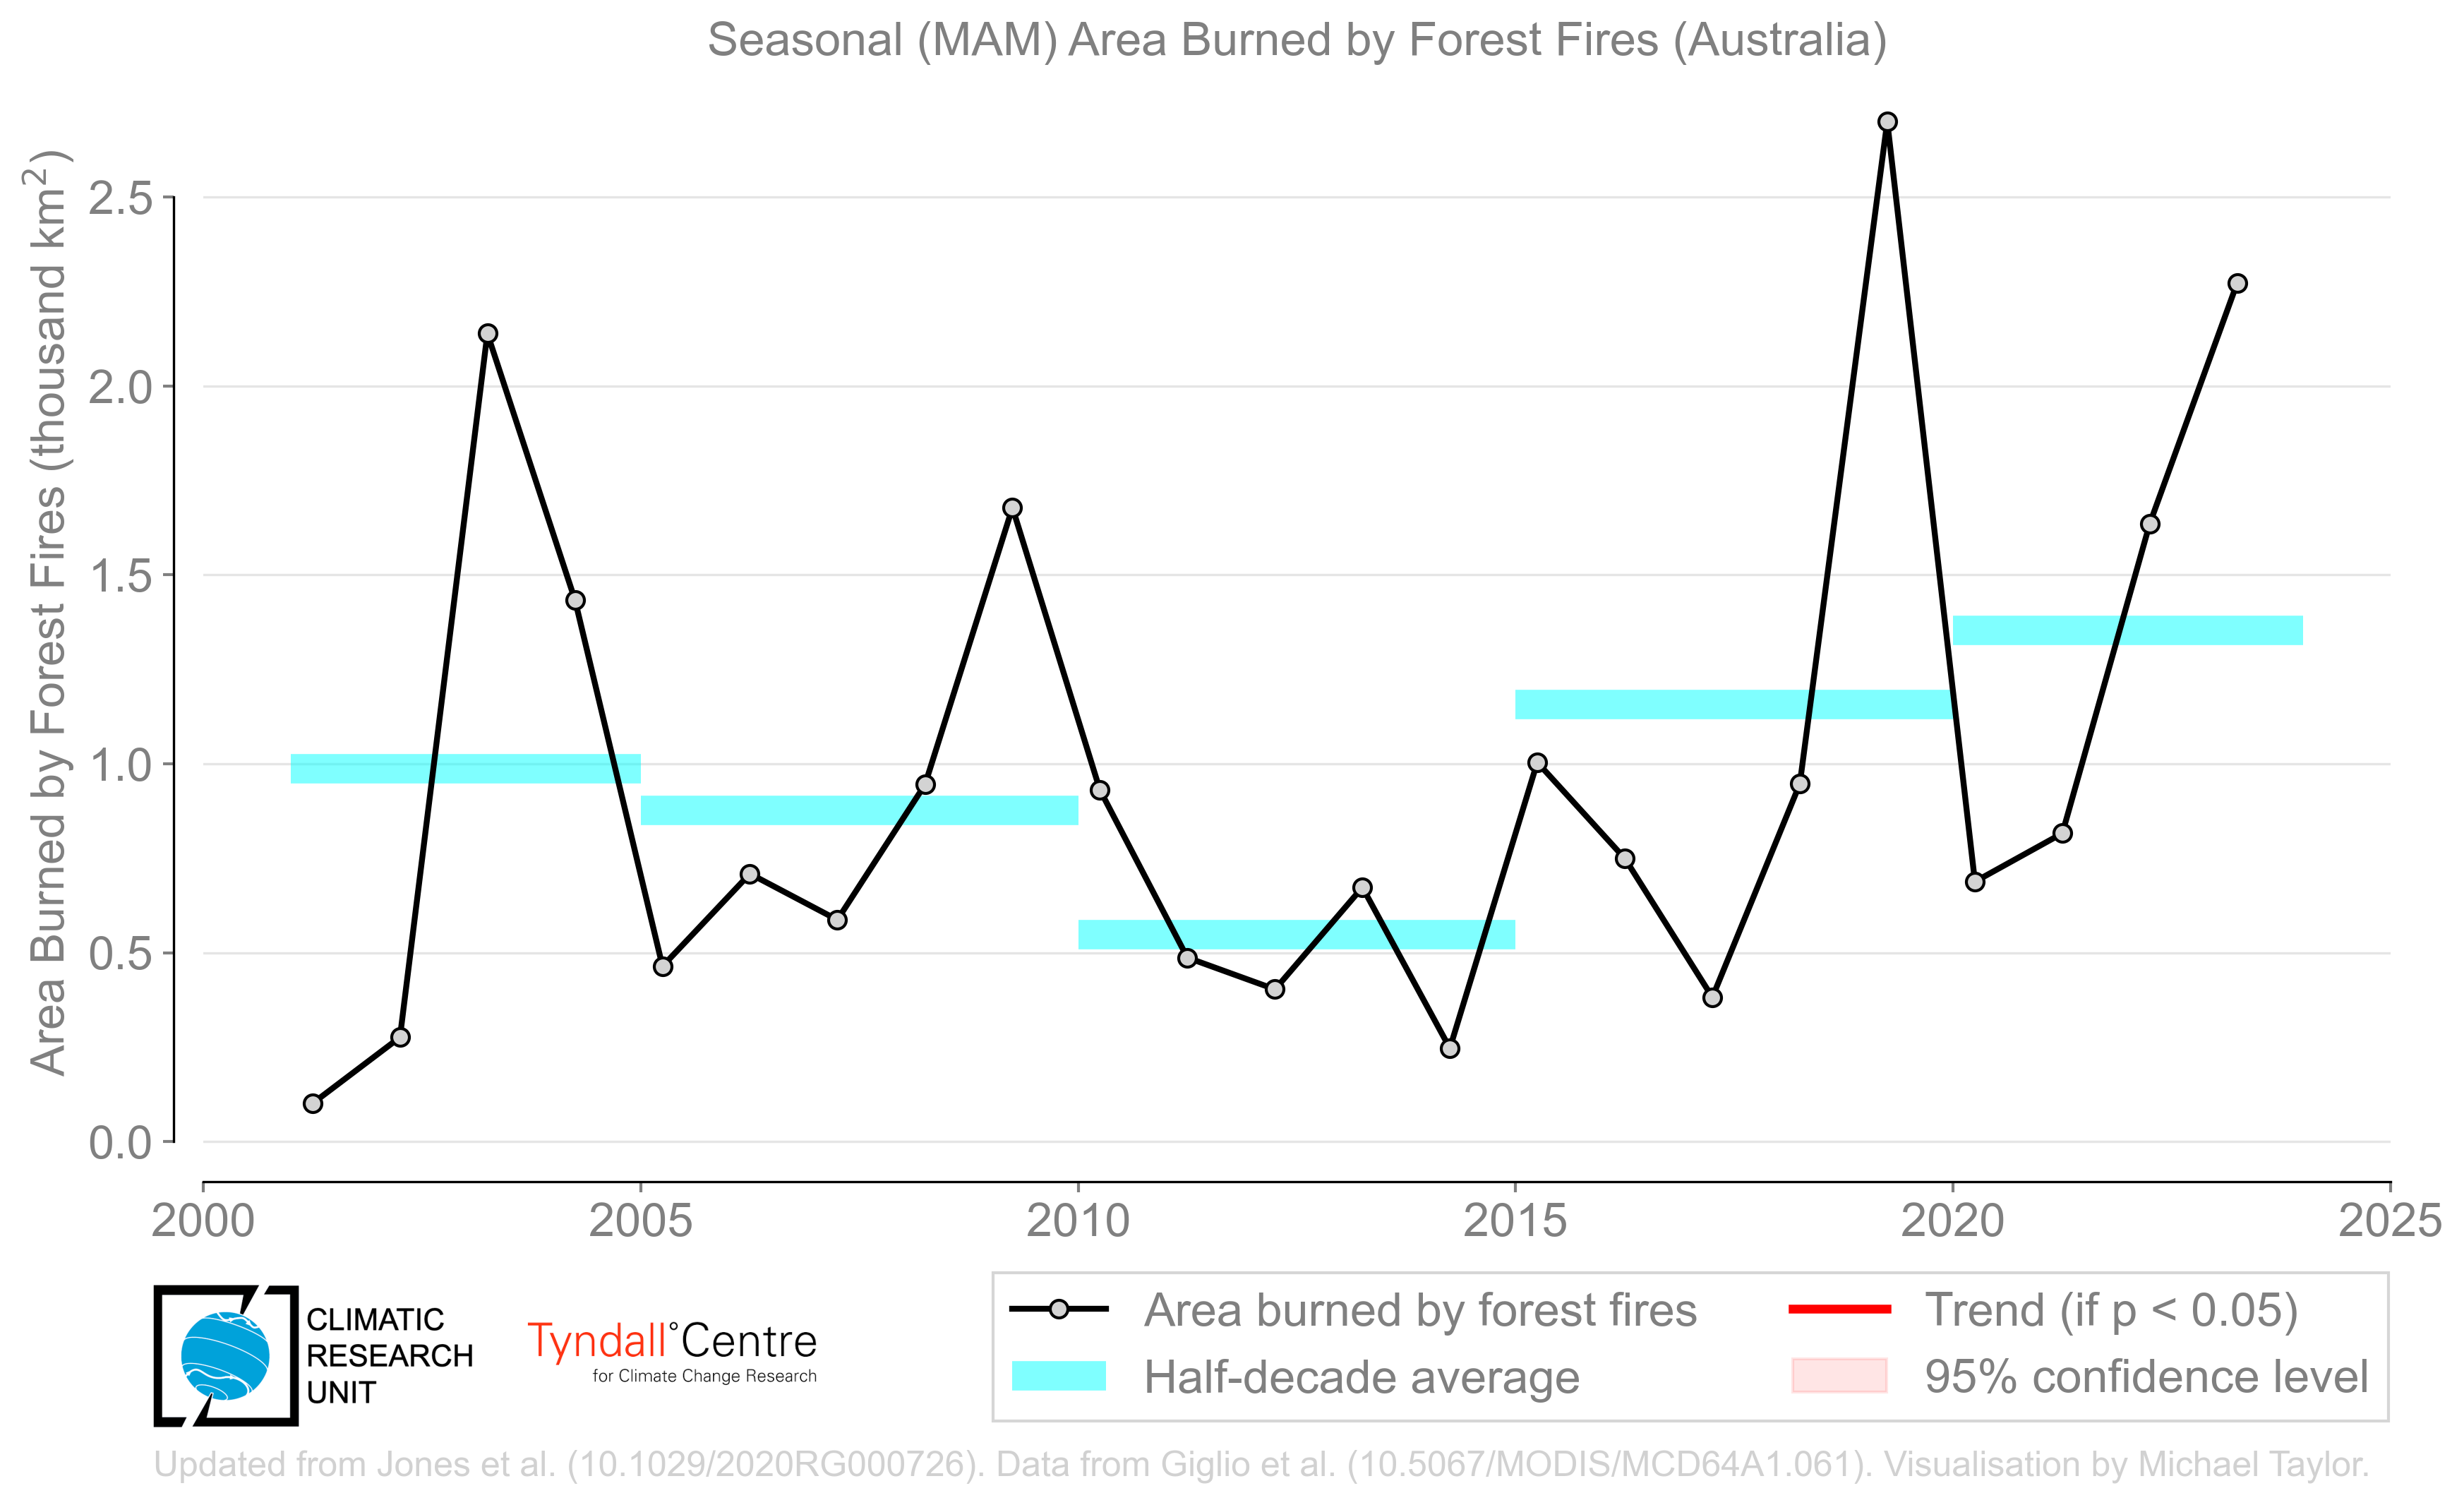 Seasonal (MAM) Area Burned by Forest Fires (Australia)
Area Burned by Forest Fires (thousand km²)
2.5
2.0
1.5
1.0
0.5
0.0
2000 2005 2010 2015 2020 2025
CLIMATIC
RESEARCH
UNIT
Tyndall°Centre
for Climate Change Research
Area burned by forest fires
Half-decade average
Trend (if p < 0.05)
95% confidence level
Updated from Jones et al. (10.1029/2020RG000726). Data from Giglio et al. (10.5067/MODIS/MCD64A1.061). Visualisation by Michael Taylor.